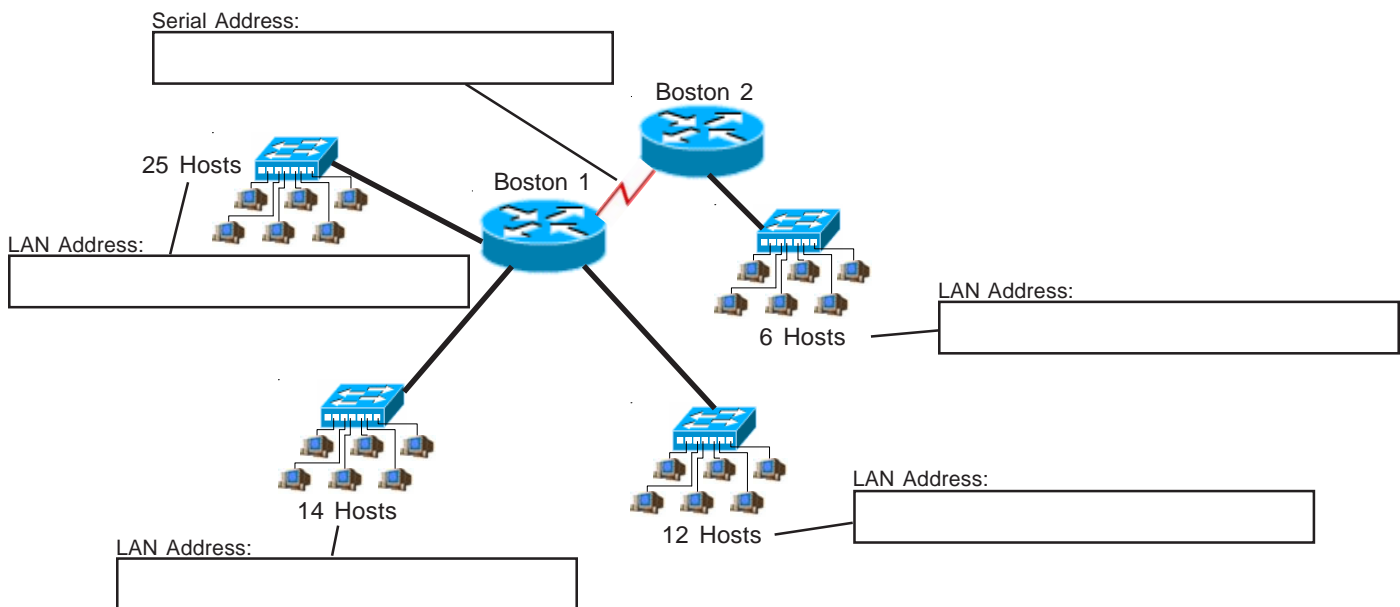 Serial Address:
Boston 2
25 Hosts
Boston 1
LAN Address:
LAN Address:
6 Hosts
LAN Address:
14 Hosts
12 Hosts
LAN Address: